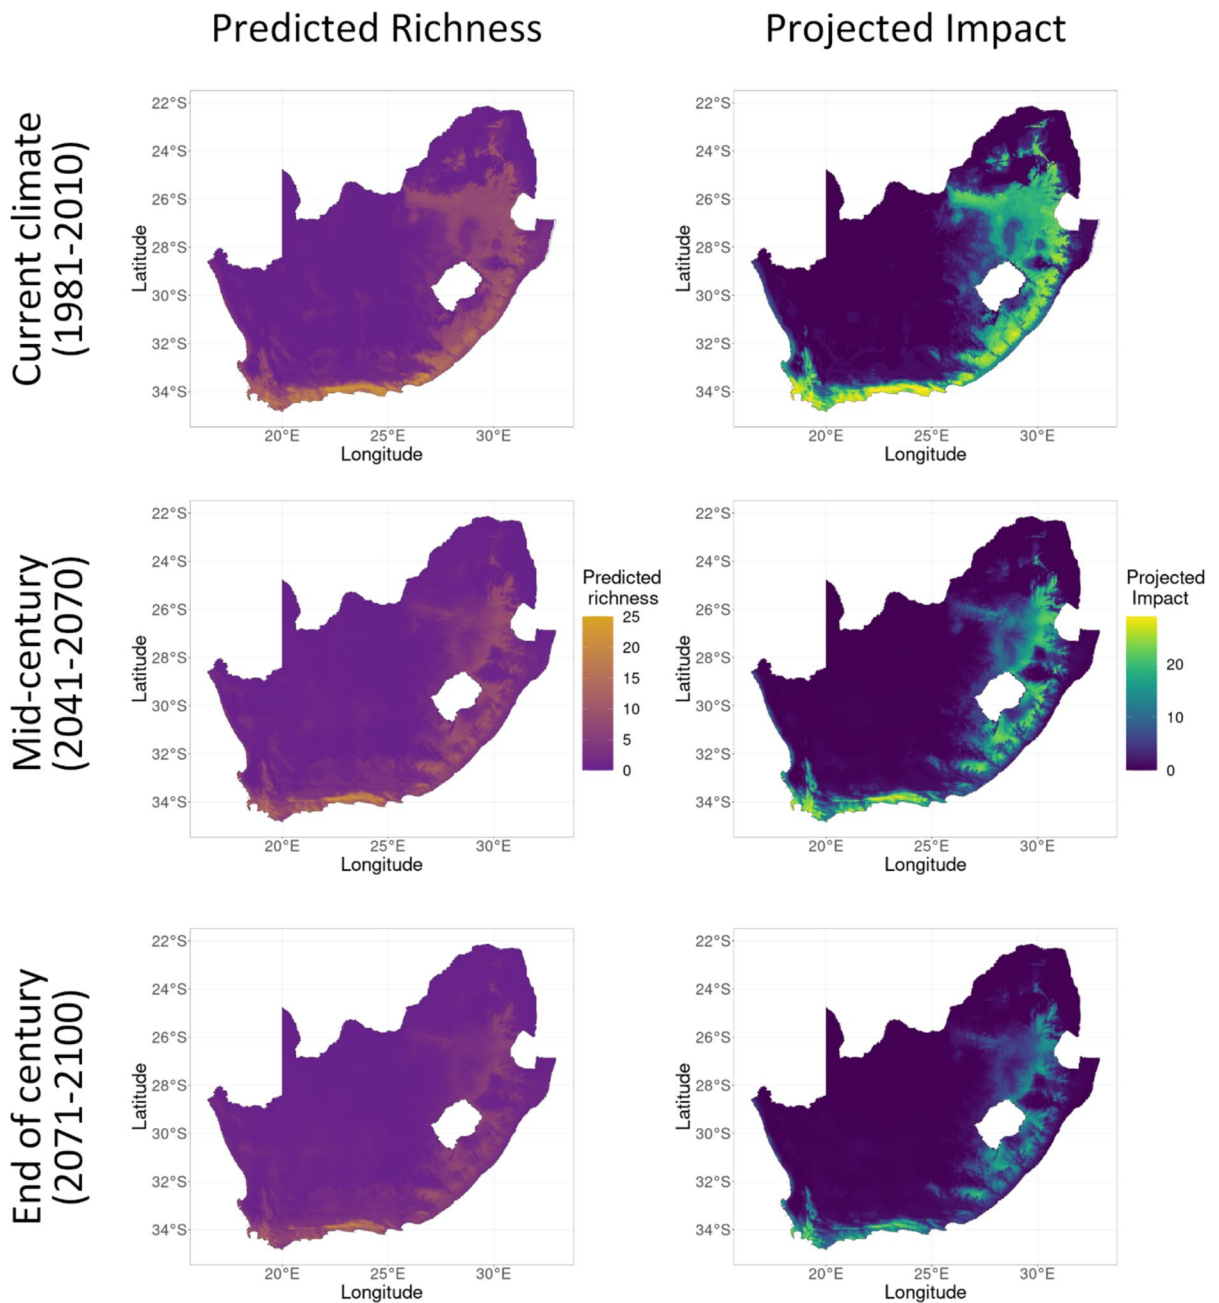 Predicted Richness
Projected Impact
Current climate
(1981-2010)
22°S
24°S
26°S
28°S
30°S
32°S
34°S
Latitude
20°E
25°E
30°E
Longitude
22°S
24°S
26°S
28°S
30°S
32°S
34°S
Latitude
20°E
25°E
30°E
Longitude
Mid-century
(2041-2070)
22°S
24°S
26°S
28°S
30°S
32°S
34°S
Latitude
20°E
25°E
30°E
Longitude
Predicted
richness
25
20
15
10
5
0
22°S
24°S
26°S
28°S
30°S
32°S
34°S
Latitude
20°E
25°E
30°E
Longitude
Projected
Impact
20
10
0
End of century
(2071-2100)
22°S
24°S
26°S
28°S
30°S
32°S
34°S
Latitude
20°E
25°E
30°E
Longitude
22°S
24°S
26°S
28°S
30°S
32°S
34°S
Latitude
20°E
25°E
30°E
Longitude